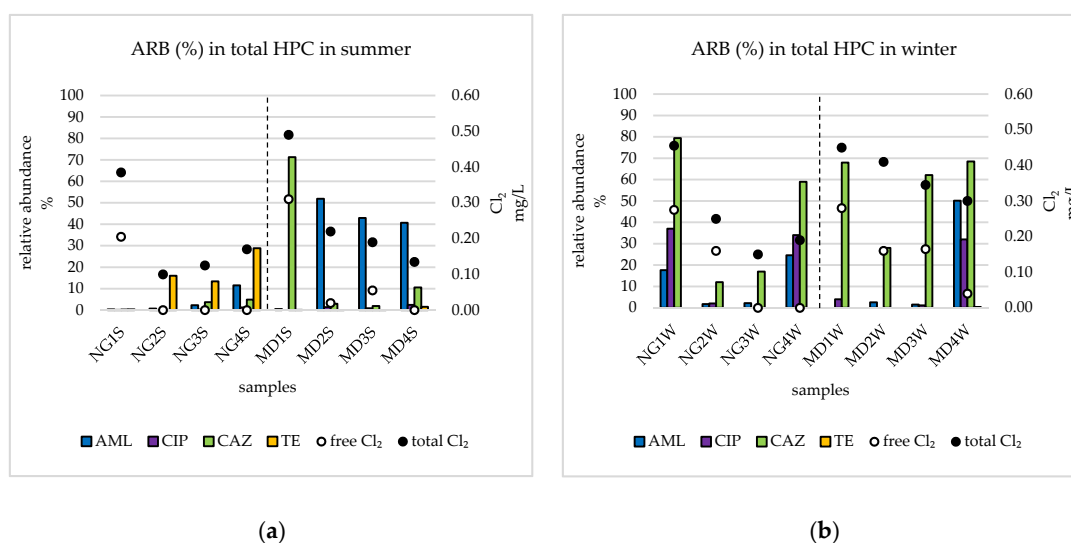 ARB (%) in total HPC in summer
relative abundance
%
100
90
80
70
60
50
40
30
20
10
0
0.60
0.50
0.40
0.30
0.20
0.10
0.00
Cl₂
mg/L
NG1S
NG2S
NG3S
NG4S
MD1S
MD2S
MD3S
MD4S
samples
AML CIP CAZ TE free Cl₂ total Cl₂
(a)
ARB (%) in total HPC in winter
relative abundance
%
100
90
80
70
60
50
40
30
20
10
0
0.60
0.50
0.40
0.30
0.20
0.10
0.00
Cl₂
mg/L
NG1W
NG2W
NG3W
NG4W
MD1W
MD2W
MD3W
MD4W
samples
AML CIP CAZ TE free Cl₂ total Cl₂
(b)